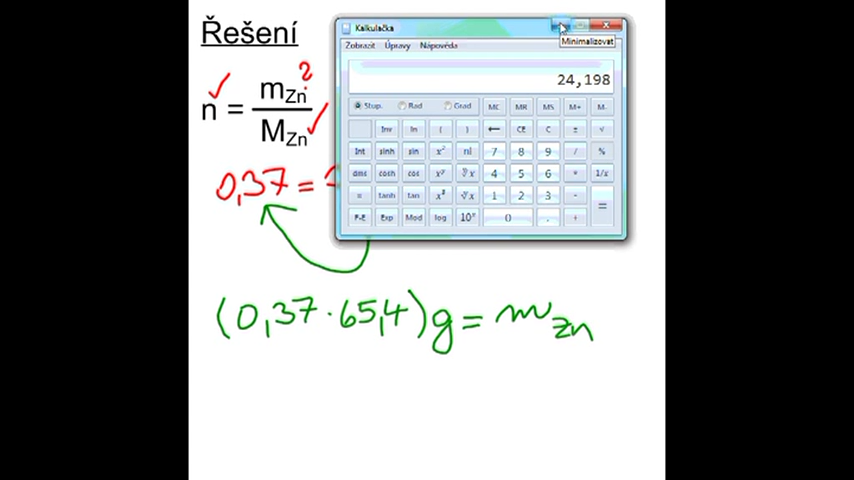 Řešení
n = mZn / MZn
?
0,37 =
(0,37 · 65,4) g = mZn
Kalkulačka
Minimalizovat
Zobrazit Úpravy Nápověda
24,198
Stup. Rad Grad MC MR MS M+ M-
Inv ln ( ) ← CE C ± √
Int sinh sin x² n! 7 8 9 / %
dms cosh cos xʸ ʸ√x 4 5 6 * 1/x
π tanh tan x³ ³√x 1 2 3 - =
F-E Exp Mod log 10ˣ 0 , +